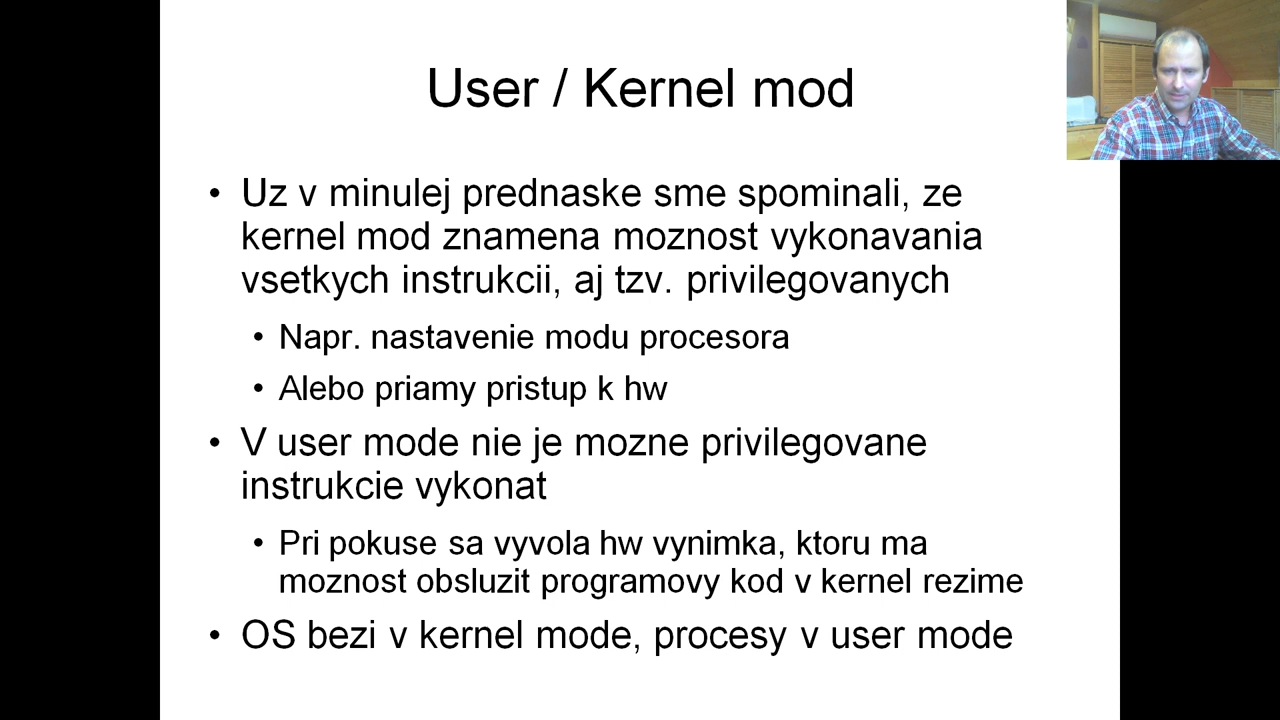 User / Kernel mod
• Uz v minulej prednaske sme spominali, ze
kernel mod znamena moznost vykonavania
vsetkych instrukcii, aj tzv. privilegovanych
• Napr. nastavenie modu procesora
• Alebo priamy pristup k hw
• V user mode nie je mozne privilegovane
instrukcie vykonat
• Pri pokuse sa vyvola hw vynimka, ktoru ma
moznost obsluzit programovy kod v kernel rezime
• OS bezi v kernel mode, procesy v user mode